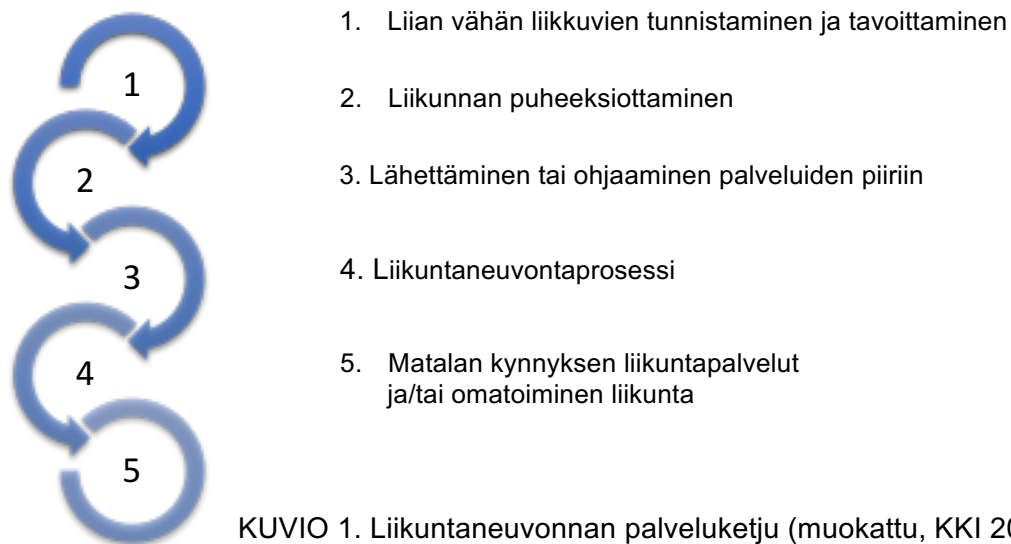 1
1. Liian vähän liikkuvien tunnistaminen ja tavoittaminen
2
2. Liikunnan puheeksiottaminen
3
3. Lähettäminen tai ohjaaminen palveluiden piiriin
4
4. Liikuntaneuvontaprosessi
5
5. Matalan kynnyksen liikuntapalvelut
ja/tai omatoiminen liikunta
KUVIO 1. Liikuntaneuvonnan palveluketju (muokattu, KKI